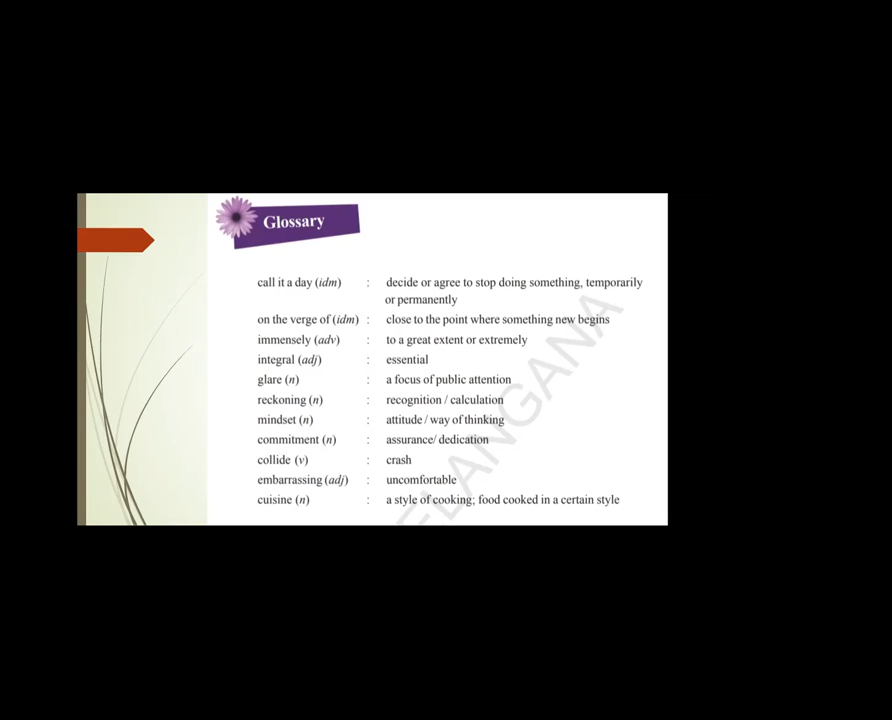 Glossary
call it a day (idm) : decide or agree to stop doing something, temporarily
or permanently
on the verge of (idm) : close to the point where something new begins
immensely (adv) : to a great extent or extremely
integral (adj) : essential
glare (n) : a focus of public attention
reckoning (n) : recognition / calculation
mindset (n) : attitude / way of thinking
commitment (n) : assurance/ dedication
collide (v) : crash
embarrassing (adj) : uncomfortable
cuisine (n) : a style of cooking; food cooked in a certain style
ELANGANA